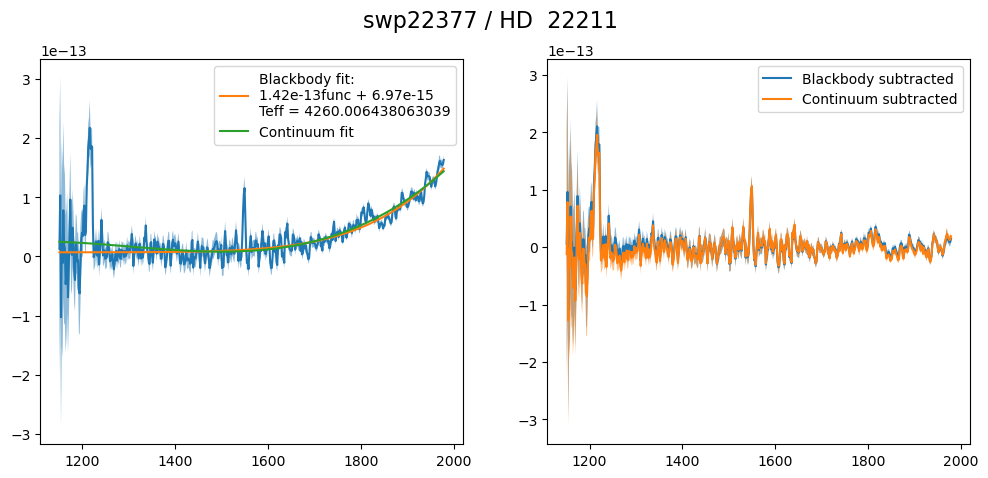 swp22377 / HD  22211
1e−13
Blackbody fit:
1.42e-13func + 6.97e-15
Teff = 4260.006438063039
Continuum fit
3
2
1
0
−1
−2
−3
1200
1400
1600
1800
2000
1e−13
Blackbody subtracted
Continuum subtracted
3
2
1
0
−1
−2
−3
1200
1400
1600
1800
2000